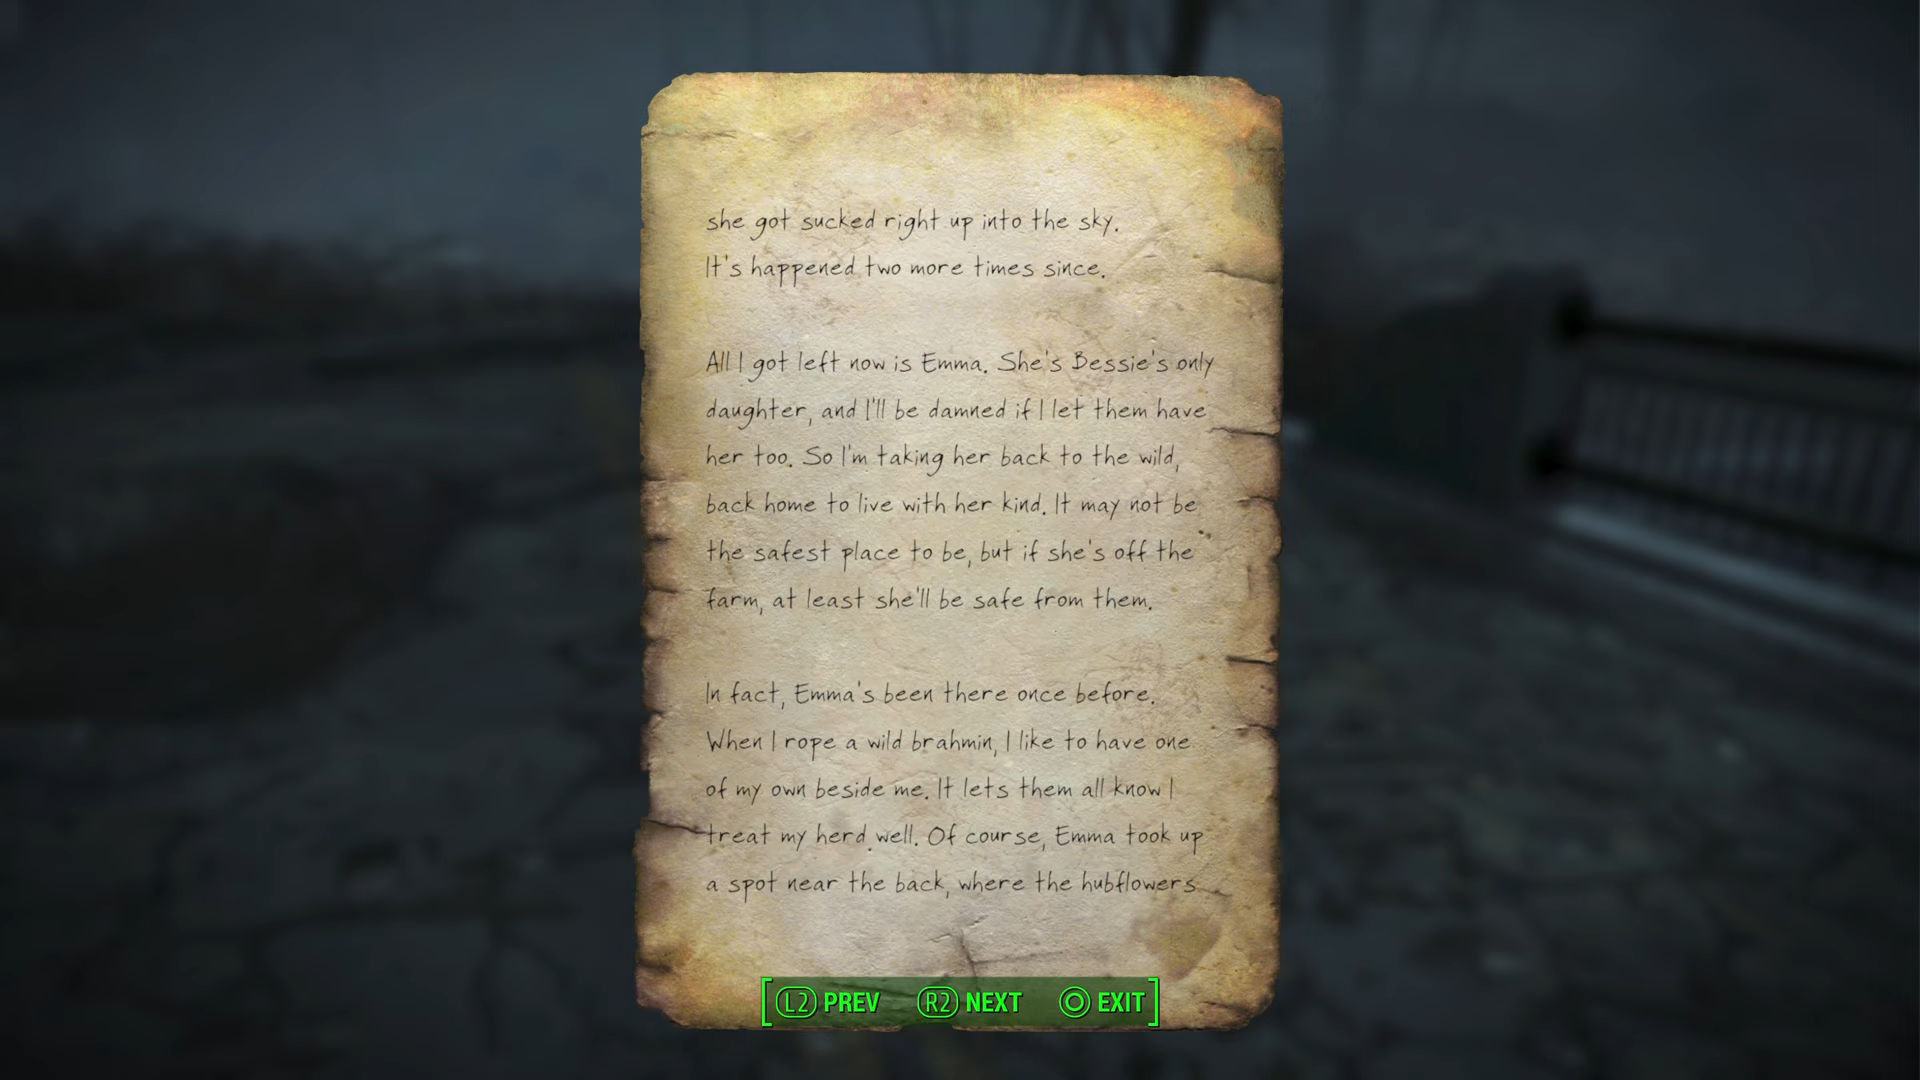 she got sucked right up into the sky.
It's happened two more times since.
All I got left now is Emma. She's Bessie's only
daughter, and I'll be damned if I let them have
her too. So I'm taking her back to the wild,
back home to live with her kind. It may not be
the safest place to be, but if she's off the
farm, at least she'll be safe from them.
In fact, Emma's been there once before.
When I rope a wild brahmin, I like to have one
of my own beside me. It lets them all know I
treat my herd well. Of course, Emma took up
a spot near the back, where the hubflowers
L2 PREV R2 NEXT EXIT